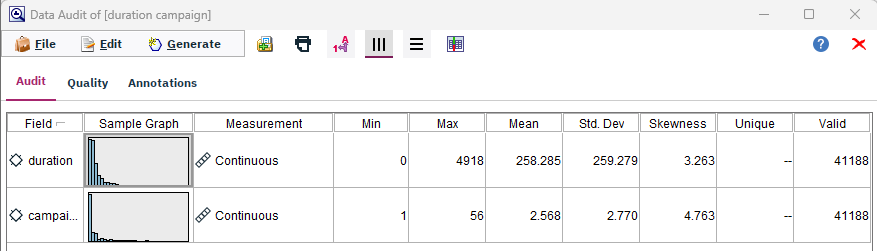 Data Audit of [duration campaign]
File Edit Generate
Audit Quality Annotations
Field Sample Graph Measurement Min Max Mean Std. Dev Skewness Unique Valid
duration Continuous 0 4918 258.285 259.279 3.263 -- 41188
campai... Continuous 1 56 2.568 2.770 4.763 -- 41188